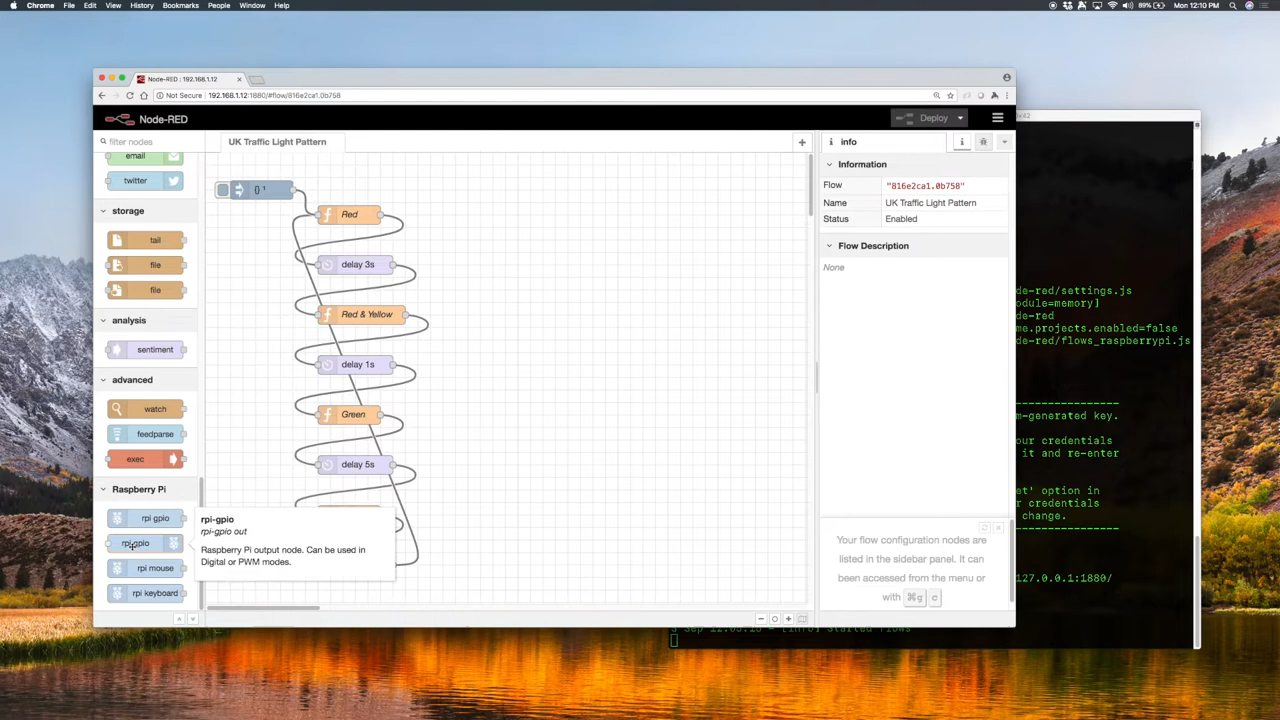 Chrome File Edit View History Bookmarks People Window Help
89% Mon 12:10 PM
Node-RED : 192.168.1.12
Not Secure 192.168.1.12:1880/#flow/816e2ca1.0b758
Node-RED
Deploy
filter nodes
UK Traffic Light Pattern
info
email
twitter
storage
tail
file
file
analysis
sentiment
advanced
watch
feedparse
exec
Raspberry Pi
rpi gpio
rpi gpio
rpi mouse
rpi keyboard
{} ¹
Red
delay 3s
Red & Yellow
delay 1s
Green
delay 5s
rpi-gpio
rpi-gpio out
Raspberry Pi output node. Can be used in
Digital or PWM modes.
Information
Flow "816e2ca1.0b758"
Name UK Traffic Light Pattern
Status Enabled
Flow Description
None
Your flow configuration nodes are
listed in the sidebar panel. It can
be accessed from the menu or
with ⌘g c
de-red/settings.js
odule=memory]
de-red
me.projects.enabled=false
de-red/flows_raspberrypi.js
----------------
m-generated key.
our credentials
it and re-enter
et' option in
r credentials
change.
----------------
127.0.0.1:1880/
[info] Started flows